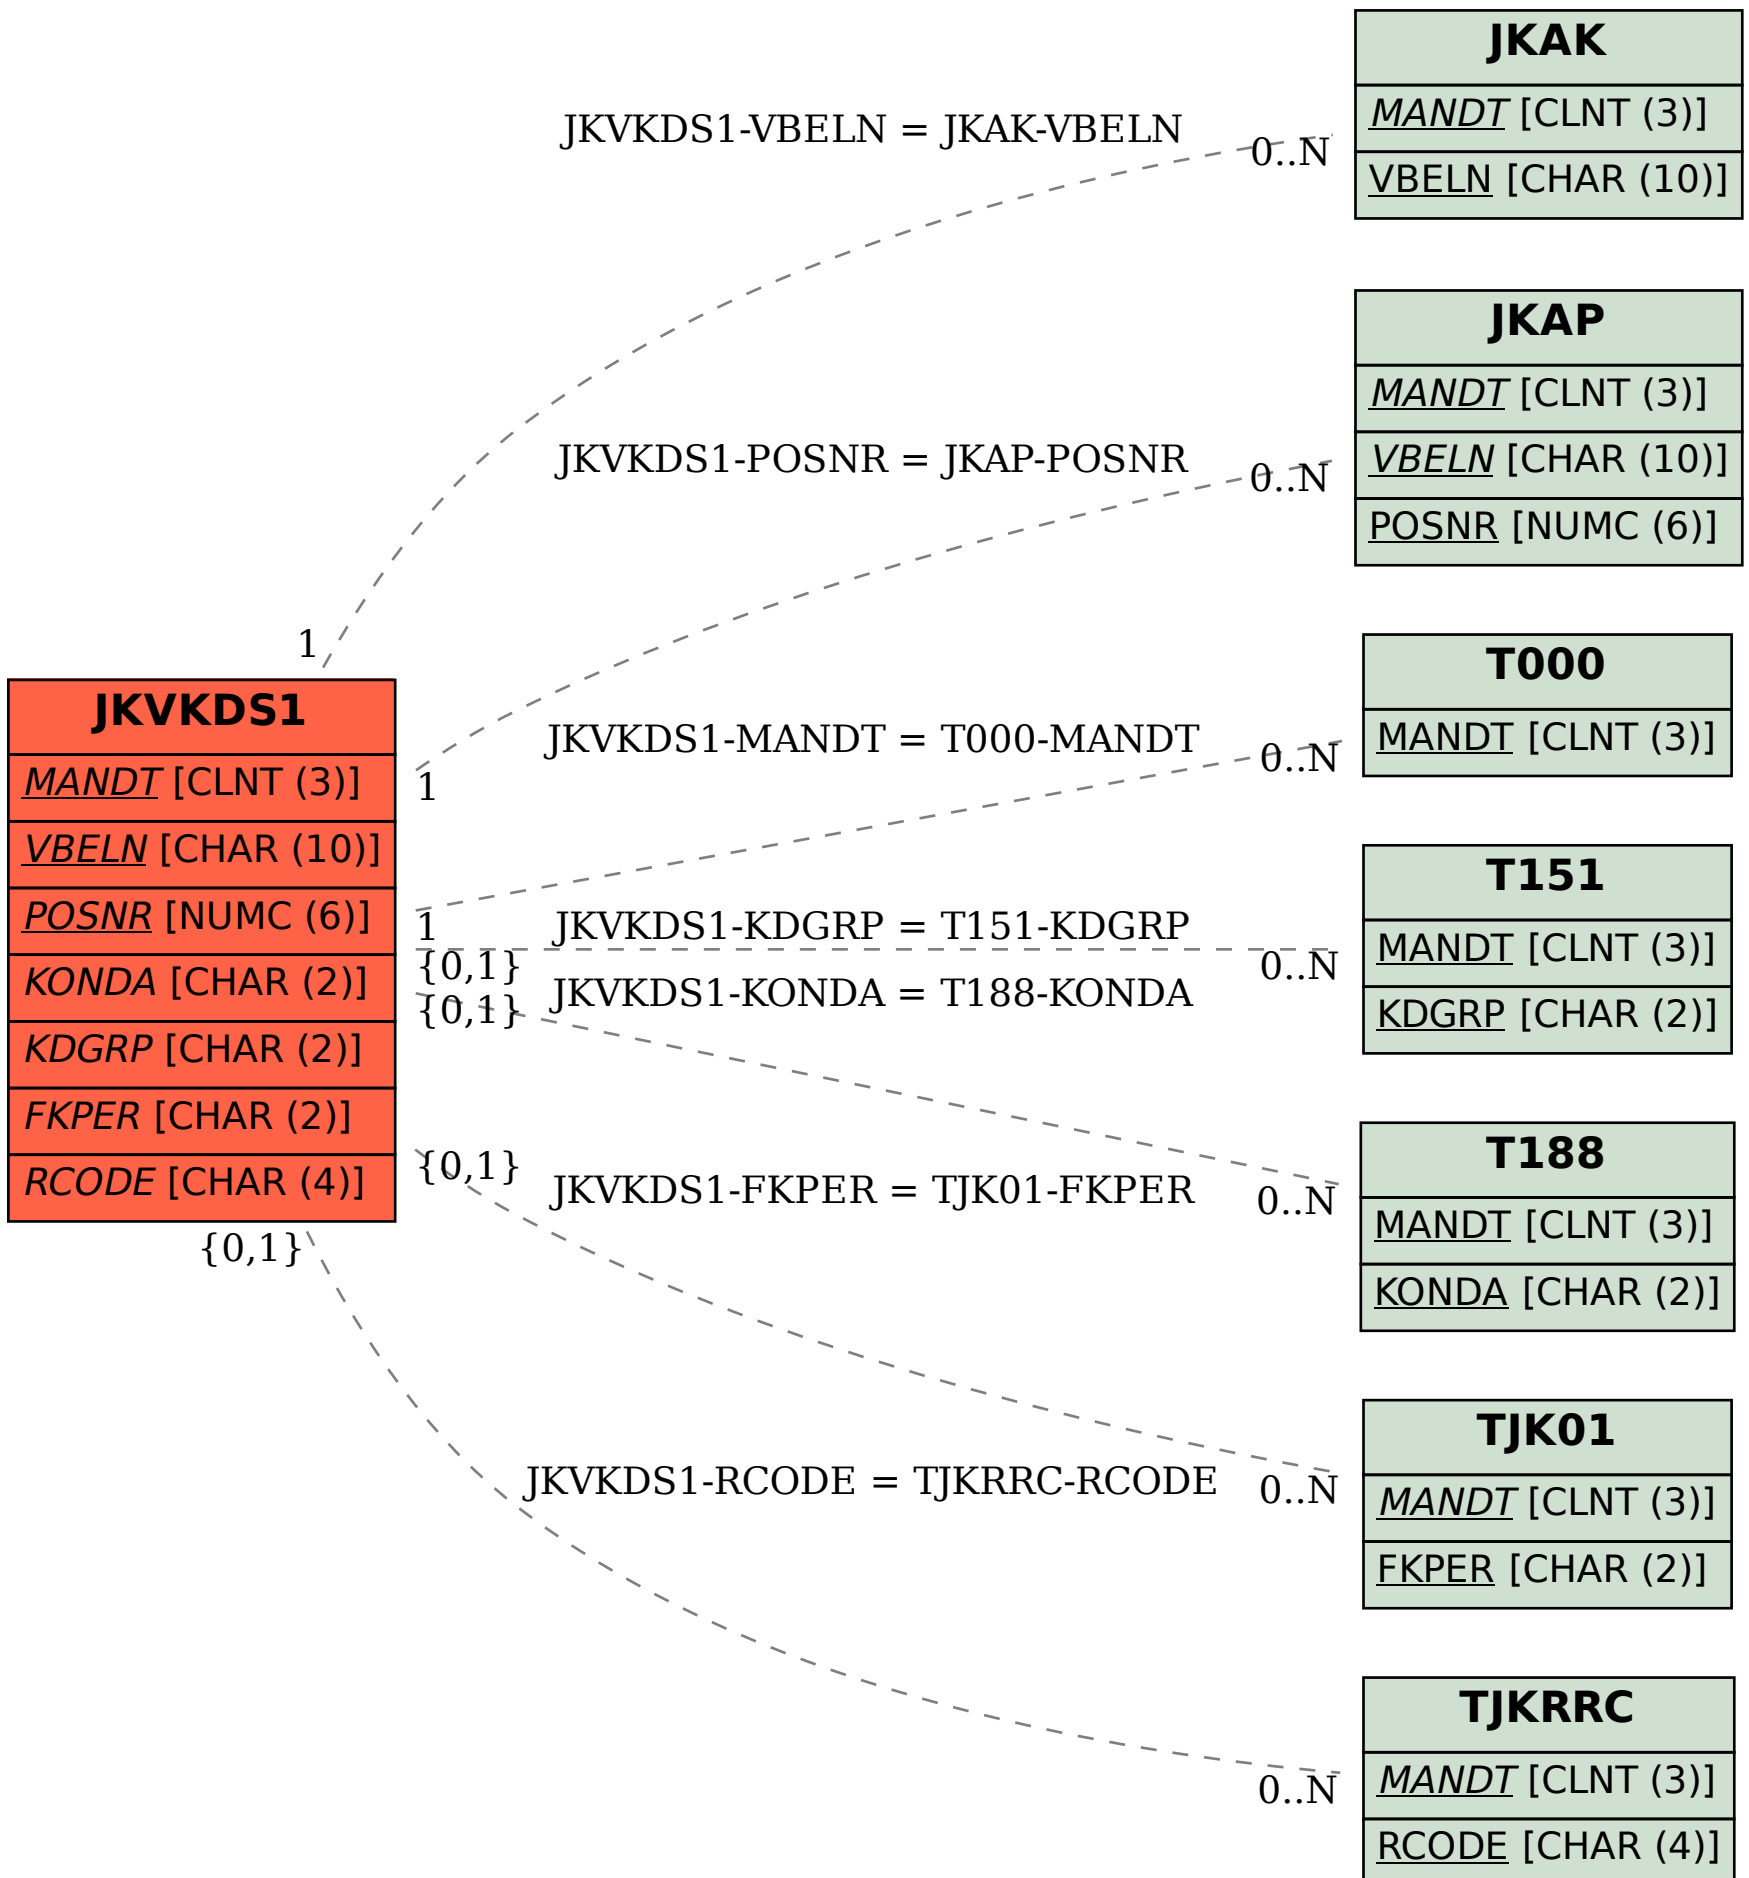 JKAK
MANDT [CLNT (3)]
VBELN [CHAR (10)]
JKVKDS1-VBELN = JKAK-VBELN
0..N
1
JKAP
MANDT [CLNT (3)]
VBELN [CHAR (10)]
POSNR [NUMC (6)]
JKVKDS1-POSNR = JKAP-POSNR
0..N
1
JKVKDS1
MANDT [CLNT (3)]
VBELN [CHAR (10)]
POSNR [NUMC (6)]
KONDA [CHAR (2)]
KDGRP [CHAR (2)]
FKPER [CHAR (2)]
RCODE [CHAR (4)]
T000
MANDT [CLNT (3)]
JKVKDS1-MANDT = T000-MANDT
0..N
1
T151
MANDT [CLNT (3)]
KDGRP [CHAR (2)]
JKVKDS1-KDGRP = T151-KDGRP
0..N
{0,1}
JKVKDS1-KONDA = T188-KONDA
{0,1}
0..N
T188
MANDT [CLNT (3)]
KONDA [CHAR (2)]
{0,1}
JKVKDS1-FKPER = TJK01-FKPER
0..N
TJK01
MANDT [CLNT (3)]
FKPER [CHAR (2)]
{0,1}
JKVKDS1-RCODE = TJKRRC-RCODE
0..N
TJKRRC
MANDT [CLNT (3)]
RCODE [CHAR (4)]